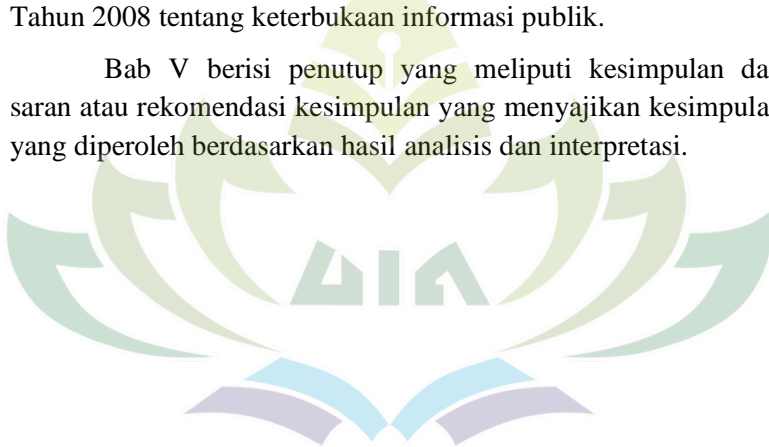 Tahun 2008 tentang keterbukaan informasi publik.
Bab V berisi penutup yang meliputi kesimpulan da
saran atau rekomendasi kesimpulan yang menyajikan kesimpula
yang diperoleh berdasarkan hasil analisis dan interpretasi.
UIN